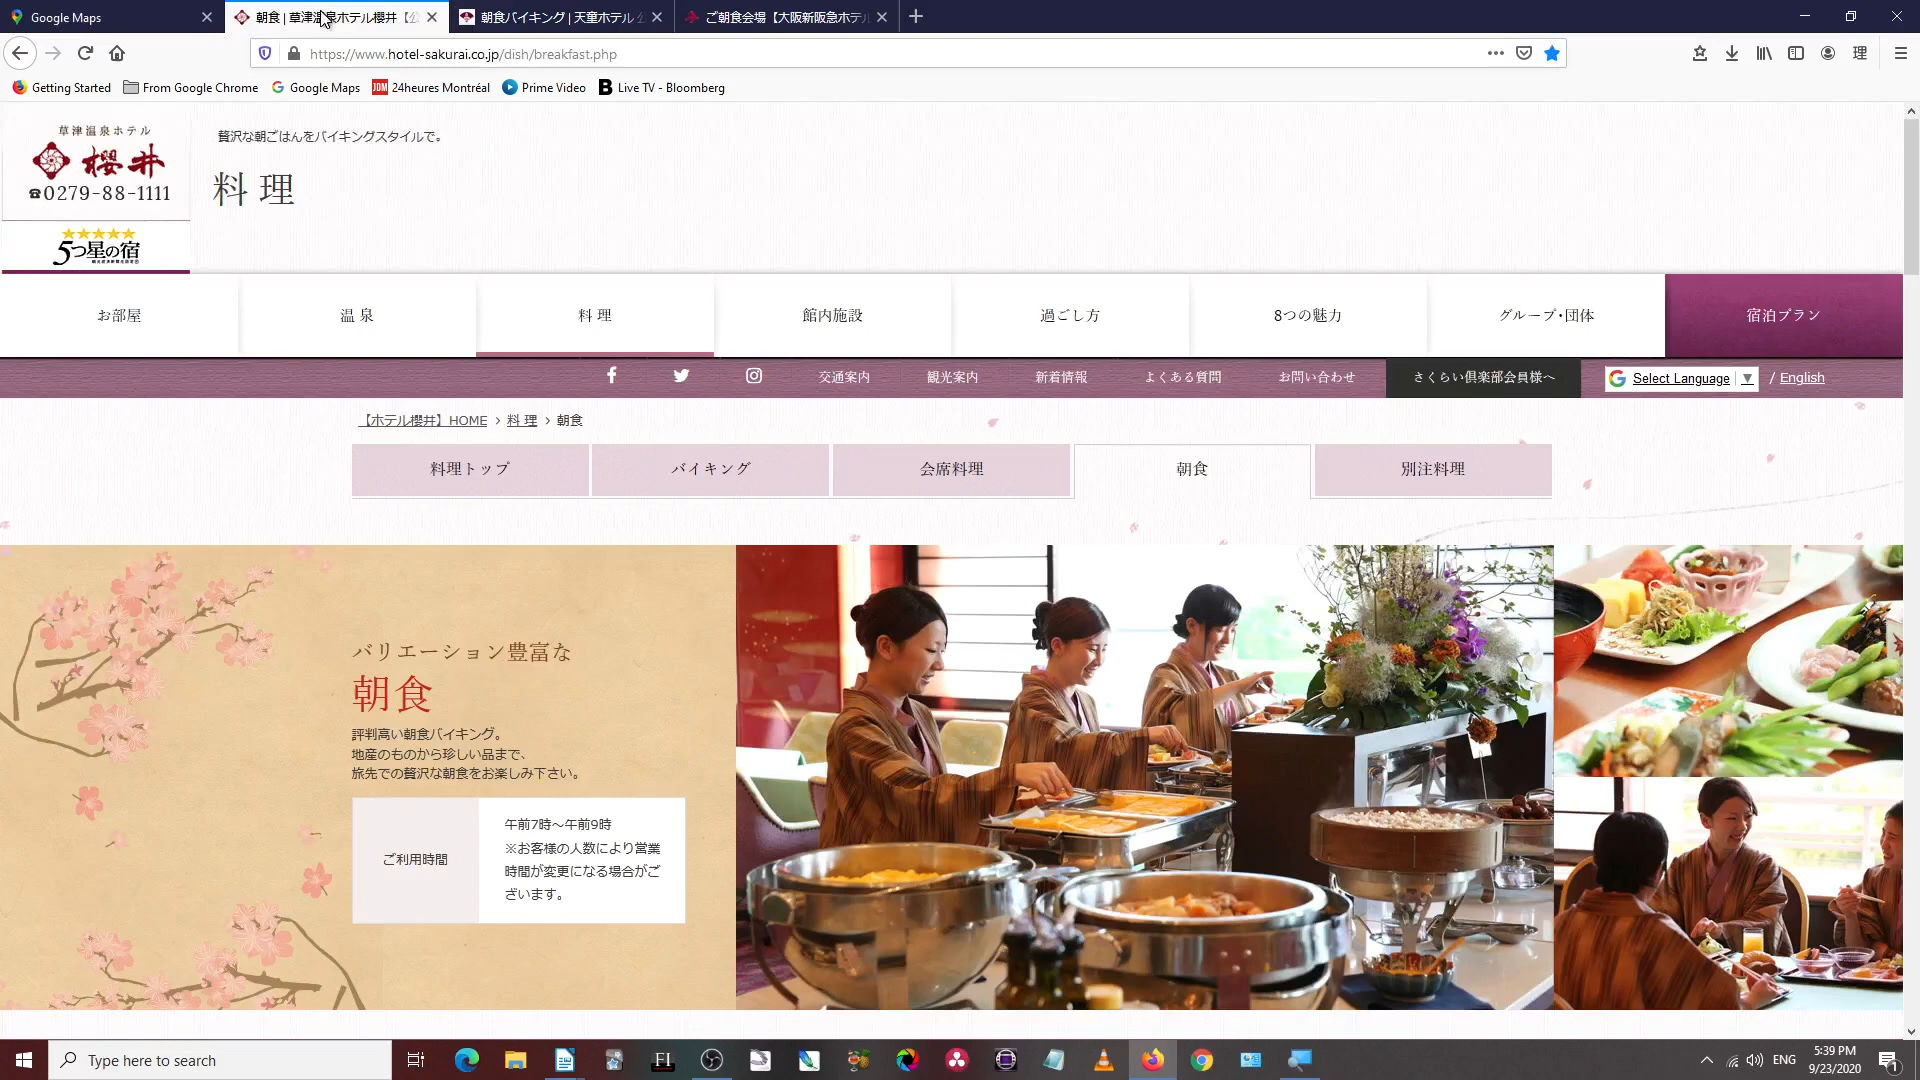 Google Maps
朝食 | 草津温泉ホテル櫻井【公
朝食バイキング | 天童ホテル 公
ご朝食会場【大阪新阪急ホテル
https://www.hotel-sakurai.co.jp/dish/breakfast.php
理
Getting Started
From Google Chrome
Google Maps
JDM
24heures Montréal
Prime Video
B
Live TV - Bloomberg
草津温泉ホテル
櫻井
☎0279-88-1111
5つ星の宿
贅沢な朝ごはんをバイキングスタイルで。
料理
お部屋
温泉
料理
館内施設
過ごし方
8つの魅力
グループ・団体
宿泊プラン
交通案内
観光案内
新着情報
よくある質問
お問い合わせ
さくらい倶楽部会員様へ
G Select Language ▼
/ English
【ホテル櫻井】HOME > 料理 > 朝食
料理トップ
バイキング
会席料理
朝食
別注料理
バリエーション豊富な
朝食
評判高い朝食バイキング。
地産のものから珍しい品まで、
旅先での贅沢な朝食をお楽しみ下さい。
ご利用時間
午前7時～午前9時
※お客様の人数により営業
時間が変更になる場合がご
ざいます。
Type here to search
FI
ENG
5:39 PM
9/23/2020
1